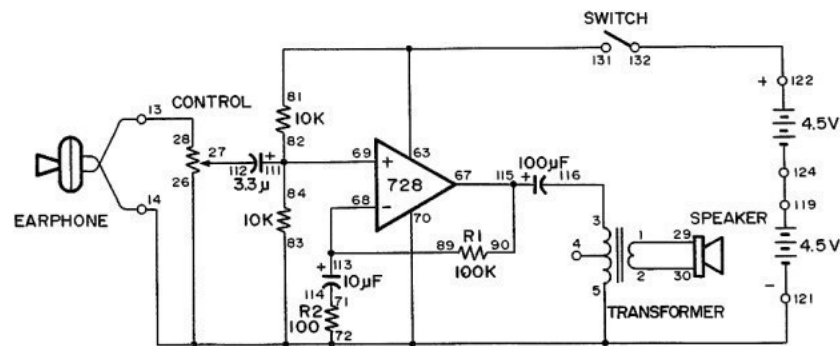 SWITCH
131 132
81
10K
82
+ 122
4.5V
13 CONTROL
28
27
26
112 + 111
3.3μ
69 + 63
728
67
115 100μF + 116
124
119
14
EARPHONE
84
10K
83
68 -
70
89 R1 90
100K
3
4
5
1
2
SPEAKER
29
30
4.5V
- 121
+ 113
10μF
114 71
R2
100
72
TRANSFORMER